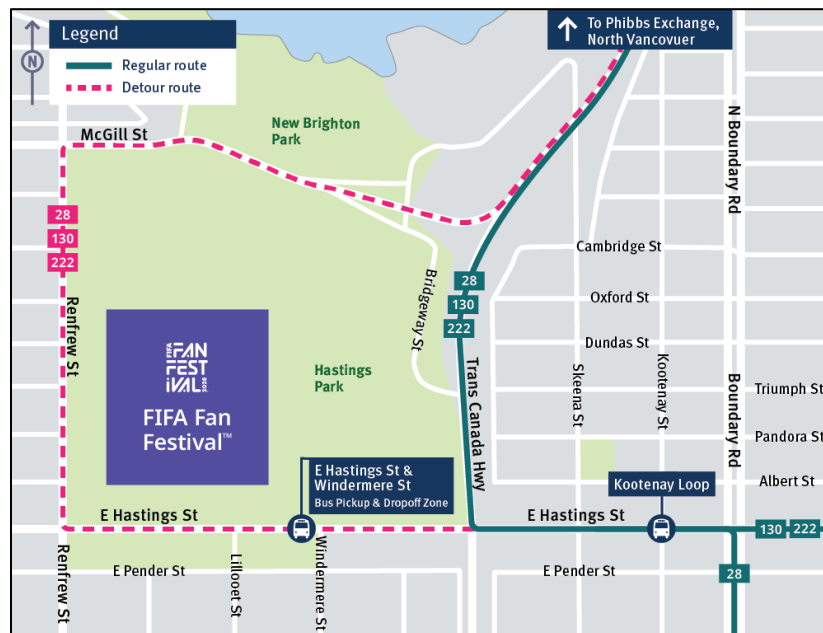 Legend
N
Regular route
Detour route
To Phibbs Exchange,
North Vancovuer
McGill St
New Brighton
Park
N Boundary Rd
28
130
222
Cambridge St
28
130
222
Bridgeway St
Oxford St
Renfrew St
Dundas St
FIFA
FAN
FEST
IVAL
2026
FIFA Fan
Festival™
Hastings
Park
Trans Canada Hwy
Skeena St
Kootenay St
Boundary Rd
Triumph St
Pandora St
E Hastings St &
Windermere St
Bus Pickup & Dropoff Zone
Kootenay Loop
Albert St
E Hastings St
E Hastings St
130 222
Renfrew St
E Pender St
Lillooet St
Windermere St
E Pender St
28